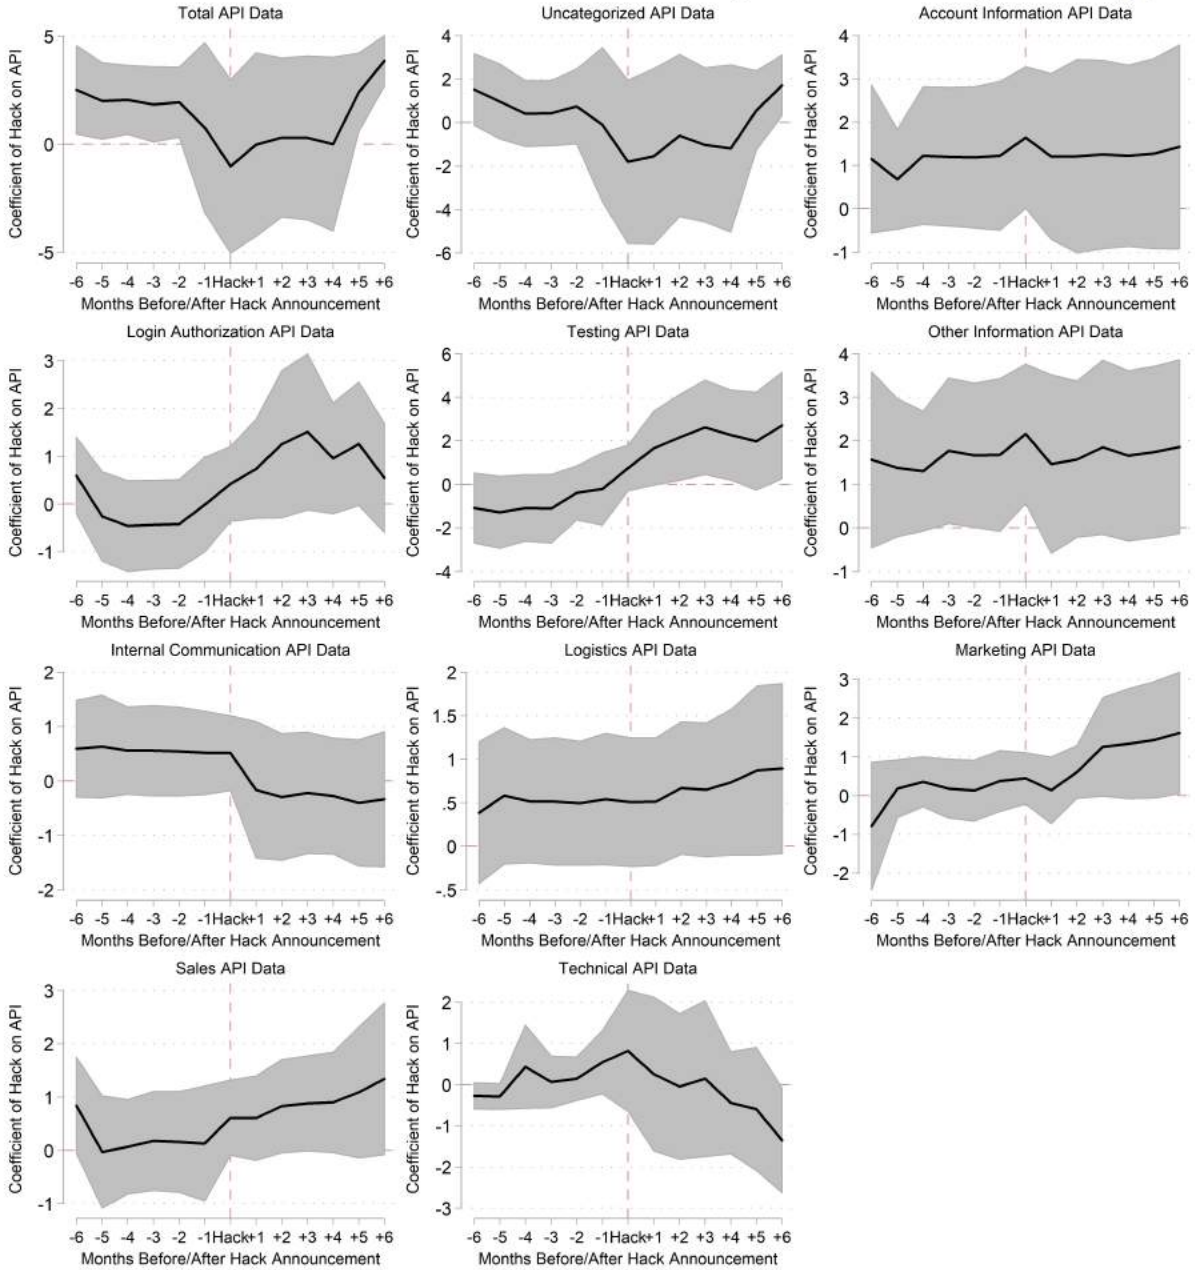 Total API Data
Coefficient of Hack on API
5
0
-5
-6 -5 -4 -3 -2 -1Hack+1 +2 +3 +4 +5 +6
Months Before/After Hack Announcement
Uncategorized API Data
Coefficient of Hack on API
4
2
0
-2
-4
-6
-6 -5 -4 -3 -2 -1Hack+1 +2 +3 +4 +5 +6
Months Before/After Hack Announcement
Account Information API Data
Coefficient of Hack on API
4
3
2
1
0
-1
-6 -5 -4 -3 -2 -1Hack+1 +2 +3 +4 +5 +6
Months Before/After Hack Announcement
Login Authorization API Data
Coefficient of Hack on API
3
2
1
0
-1
-6 -5 -4 -3 -2 -1Hack+1 +2 +3 +4 +5 +6
Months Before/After Hack Announcement
Testing API Data
Coefficient of Hack on API
6
4
2
0
-2
-4
-6 -5 -4 -3 -2 -1Hack+1 +2 +3 +4 +5 +6
Months Before/After Hack Announcement
Other Information API Data
Coefficient of Hack on API
4
3
2
1
0
-1
-6 -5 -4 -3 -2 -1Hack+1 +2 +3 +4 +5 +6
Months Before/After Hack Announcement
Internal Communication API Data
Coefficient of Hack on API
2
1
0
-1
-2
-6 -5 -4 -3 -2 -1Hack+1 +2 +3 +4 +5 +6
Months Before/After Hack Announcement
Logistics API Data
Coefficient of Hack on API
2
1.5
1
.5
0
-.5
-6 -5 -4 -3 -2 -1Hack+1 +2 +3 +4 +5 +6
Months Before/After Hack Announcement
Marketing API Data
Coefficient of Hack on API
3
2
1
0
-1
-2
-6 -5 -4 -3 -2 -1Hack+1 +2 +3 +4 +5 +6
Months Before/After Hack Announcement
Sales API Data
Coefficient of Hack on API
3
2
1
0
-1
-6 -5 -4 -3 -2 -1Hack+1 +2 +3 +4 +5 +6
Months Before/After Hack Announcement
Technical API Data
Coefficient of Hack on API
2
1
0
-1
-2
-3
-6 -5 -4 -3 -2 -1Hack+1 +2 +3 +4 +5 +6
Months Before/After Hack Announcement